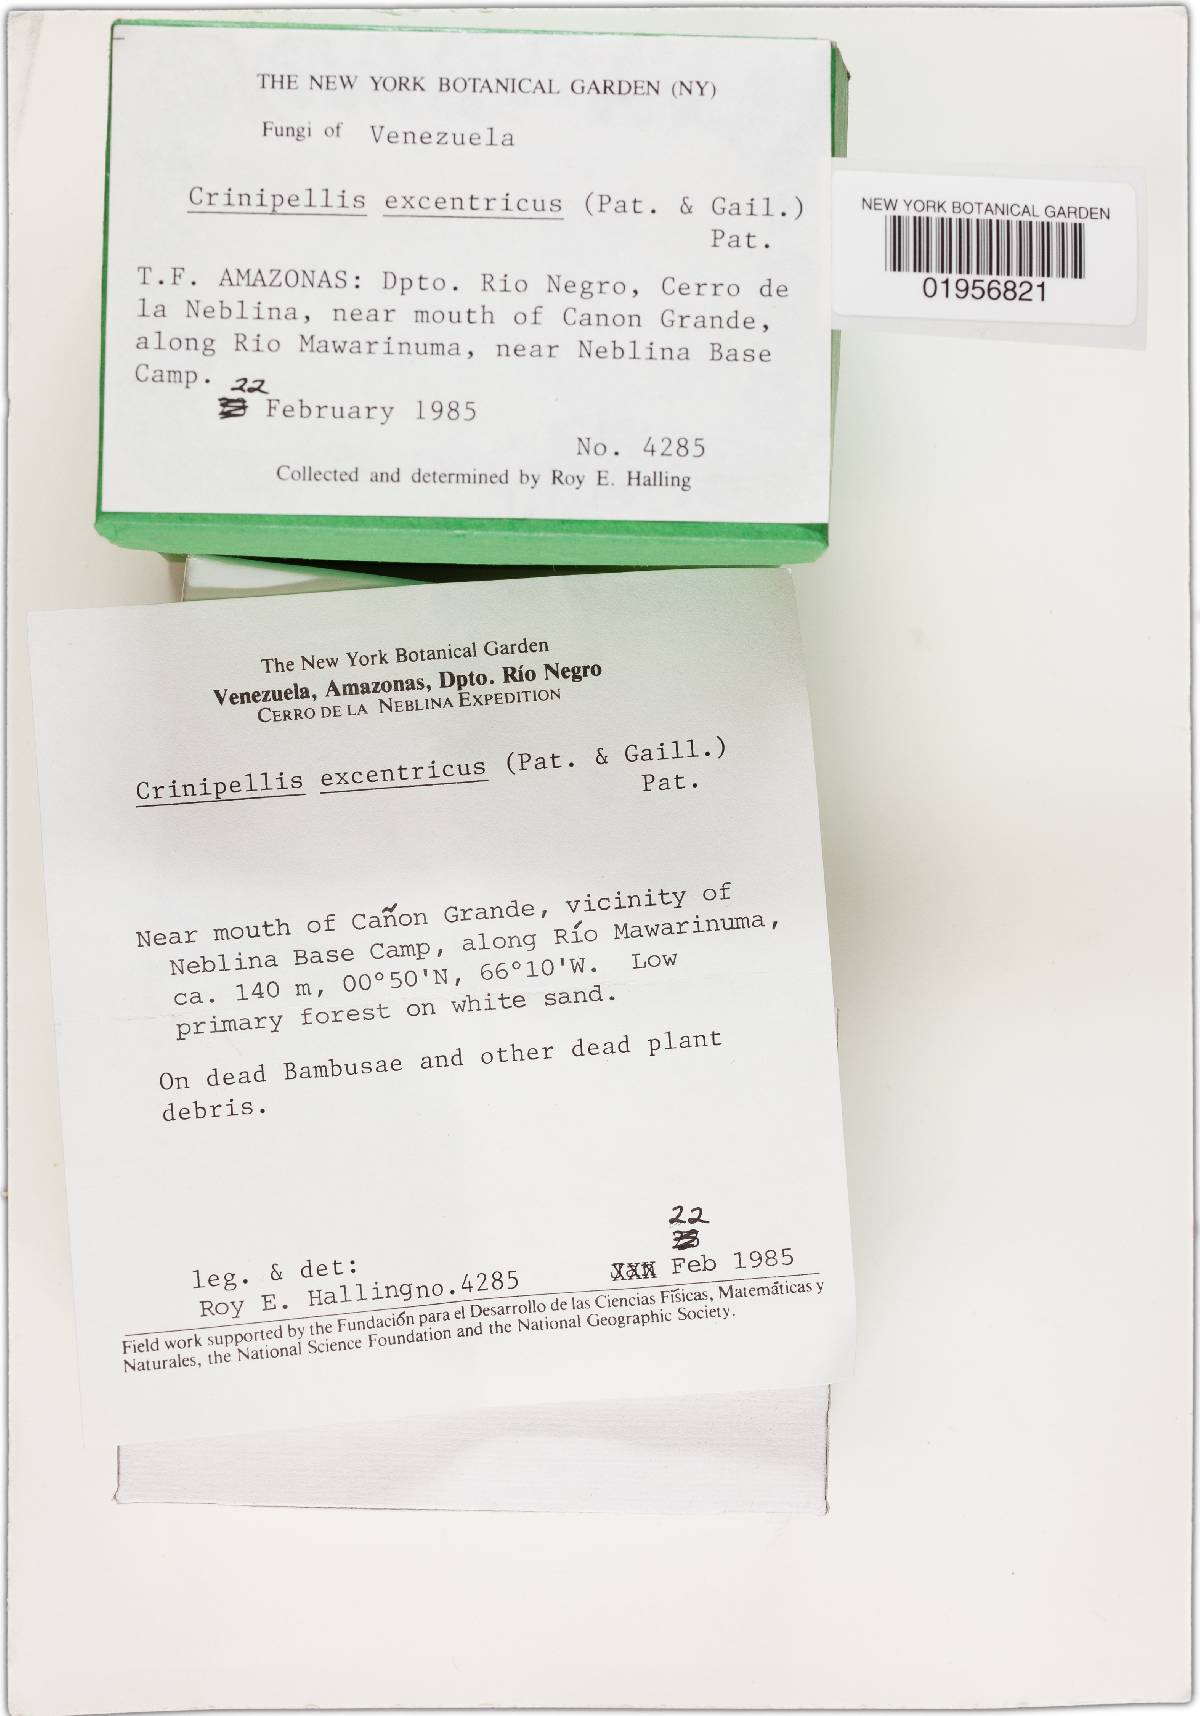 THE NEW YORK BOTANICAL GARDEN (NY)
Fungi of Venezuela
Crinipellis excentricus (Pat. & Gail.)
Pat.
T.F. AMAZONAS: Dpto. Rio Negro, Cerro de
la Neblina, near mouth of Canon Grande,
along Rio Mawarinuma, near Neblina Base
Camp.
22
February 1985
No. 4285
Collected and determined by Roy E. Halling
NEW YORK BOTANICAL GARDEN
01956821
The New York Botanical Garden
Venezuela, Amazonas, Dpto. Río Negro
CERRO DE LA NEBLINA EXPEDITION
Crinipellis excentricus (Pat. & Gaill.)
Pat.
Near mouth of Cañon Grande, vicinity of
Neblina Base Camp, along Río Mawarinuma,
ca. 140 m, 00°50'N, 66°10'W. Low
primary forest on white sand.
On dead Bambusae and other dead plant
debris.
22
leg. & det:
Roy E. Hallingno.4285 Feb 1985
Field work supported by the Fundación para el Desarrollo de las Ciencias Físicas, Matemáticas y
Naturales, the National Science Foundation and the National Geographic Society.